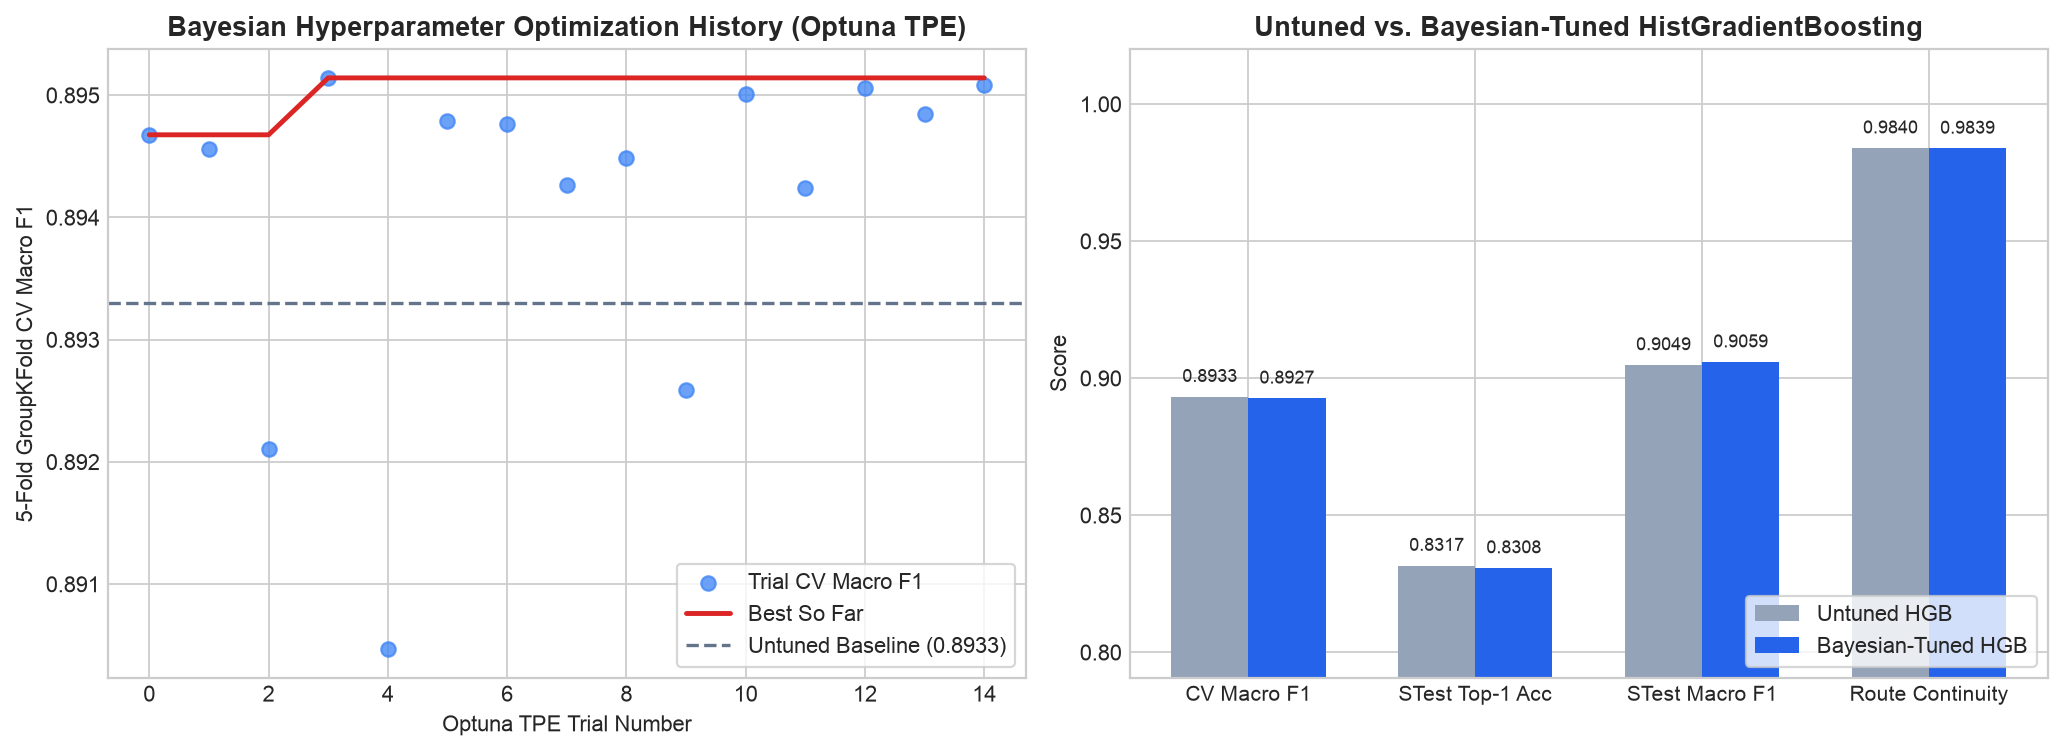 Bayesian Hyperparameter Optimization History (Optuna TPE)
5-Fold GroupKFold CV Macro F1
0.895
0.894
0.893
0.892
0.891
Trial CV Macro F1
Best So Far
Untuned Baseline (0.8933)
0 2 4 6 8 10 12 14
Optuna TPE Trial Number
Untuned vs. Bayesian-Tuned HistGradientBoosting
Score
1.00
0.95
0.90
0.85
0.80
0.8933 0.8927
0.8317 0.8308
0.9049 0.9059
0.9840 0.9839
Untuned HGB
Bayesian-Tuned HGB
CV Macro F1 STest Top-1 Acc STest Macro F1 Route Continuity